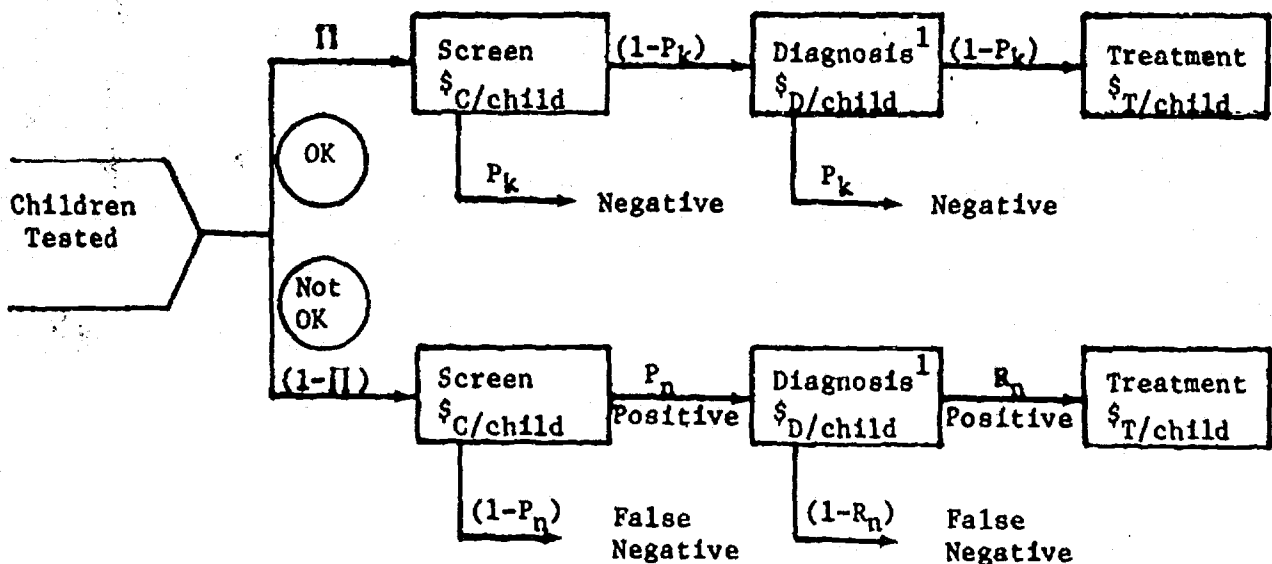 Π
Screen
$C/child
(1-Pk)
Diagnosis1
$D/child
(1-Pk)
Treatment
$T/child
OK
Pk
Negative
Pk
Negative
Children
Tested
Not
OK
(1-Π)
Screen
$C/child
Pn
Positive
Diagnosis1
$D/child
Rn
Positive
Treatment
$T/child
(1-Pn)
False
Negative
(1-Rn)
False
Negative